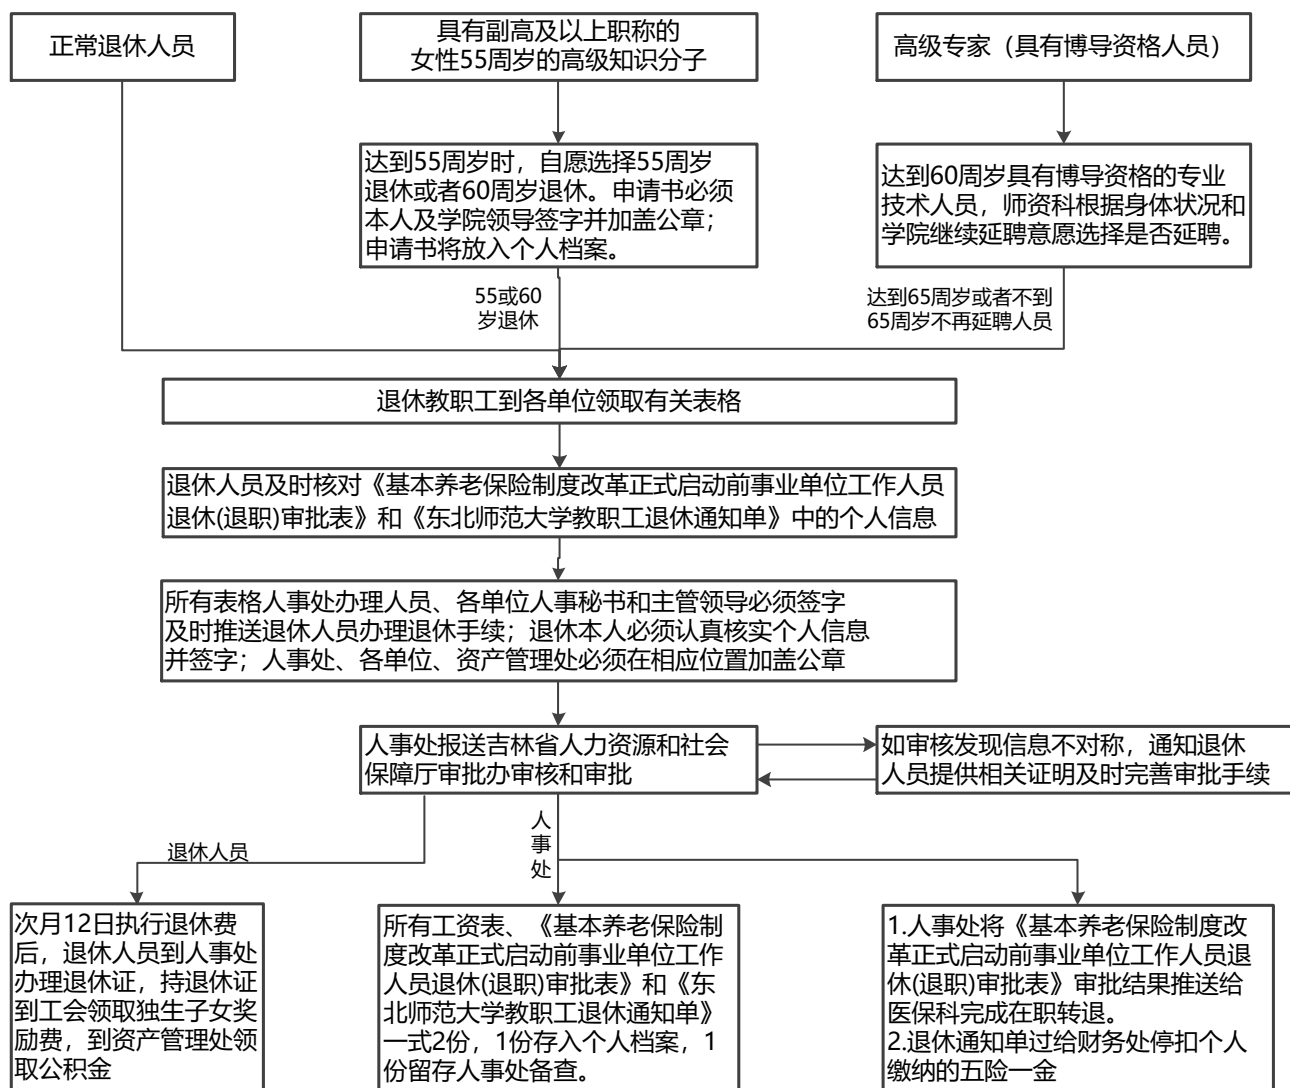 正常退休人员
具有副高及以上职称的
女性55周岁的高级知识分子
高级专家（具有博导资格人员）
达到55周岁时，自愿选择55周岁
退休或者60周岁退休。申请书必须
本人及学院领导签字并加盖公章；
申请书将放入个人档案。
达到60周岁具有博导资格的专业
技术人员，师资科根据身体状况和
学院继续延聘意愿选择是否延聘。
55或60
岁退休
达到65周岁或者不到
65周岁不再延聘人员
退休教职工到各单位领取有关表格
退休人员及时核对《基本养老保险制度改革正式启动前事业单位工作人员
退休(退职)审批表》和《东北师范大学教职工退休通知单》中的个人信息
所有表格人事处办理人员、各单位人事秘书和主管领导必须签字
及时推送退休人员办理退休手续；退休本人必须认真核实个人信息
并签字；人事处、各单位、资产管理处必须在相应位置加盖公章
人事处报送吉林省人力资源和社会
保障厅审批办审核和审批
如审核发现信息不对称，通知退休
人员提供相关证明及时完善审批手续
退休人员
人
事
处
次月12日执行退休费
后，退休人员到人事处
办理退休证，持退休证
到工会领取独生子女奖
励费，到资产管理处领
取公积金
所有工资表、《基本养老保险制
度改革正式启动前事业单位工作
人员退休(退职)审批表》和《东
北师范大学教职工退休通知单》
一式2份，1份存入个人档案，1
份留存人事处备查。
1.人事处将《基本养老保险制度改
革正式启动前事业单位工作人员退
休(退职)审批表》审批结果推送给
医保科完成在职转退。
2.退休通知单过给财务处停扣个人
缴纳的五险一金